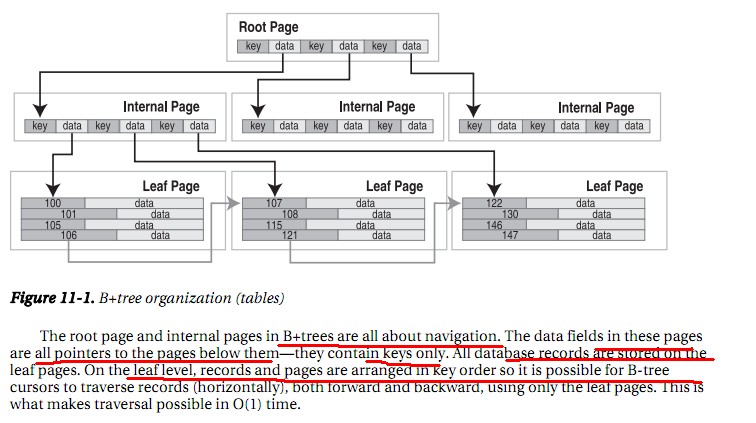 Root Page
key data key data key data
Internal Page
key data key data key data
Internal Page
key data key data key data
Internal Page
key data key data key data
Leaf Page
100 data
101 data
105 data
106 data
Leaf Page
107 data
108 data
115 data
121 data
Leaf Page
122 data
130 data
146 data
147 data
Figure 11-1. B+tree organization (tables)
The root page and internal pages in B+trees are all about navigation. The data fields in these pages
are all pointers to the pages below them—they contain keys only. All database records are stored on the
leaf pages. On the leaf level, records and pages are arranged in key order so it is possible for B-tree
cursors to traverse records (horizontally), both forward and backward, using only the leaf pages. This is
what makes traversal possible in O(1) time.